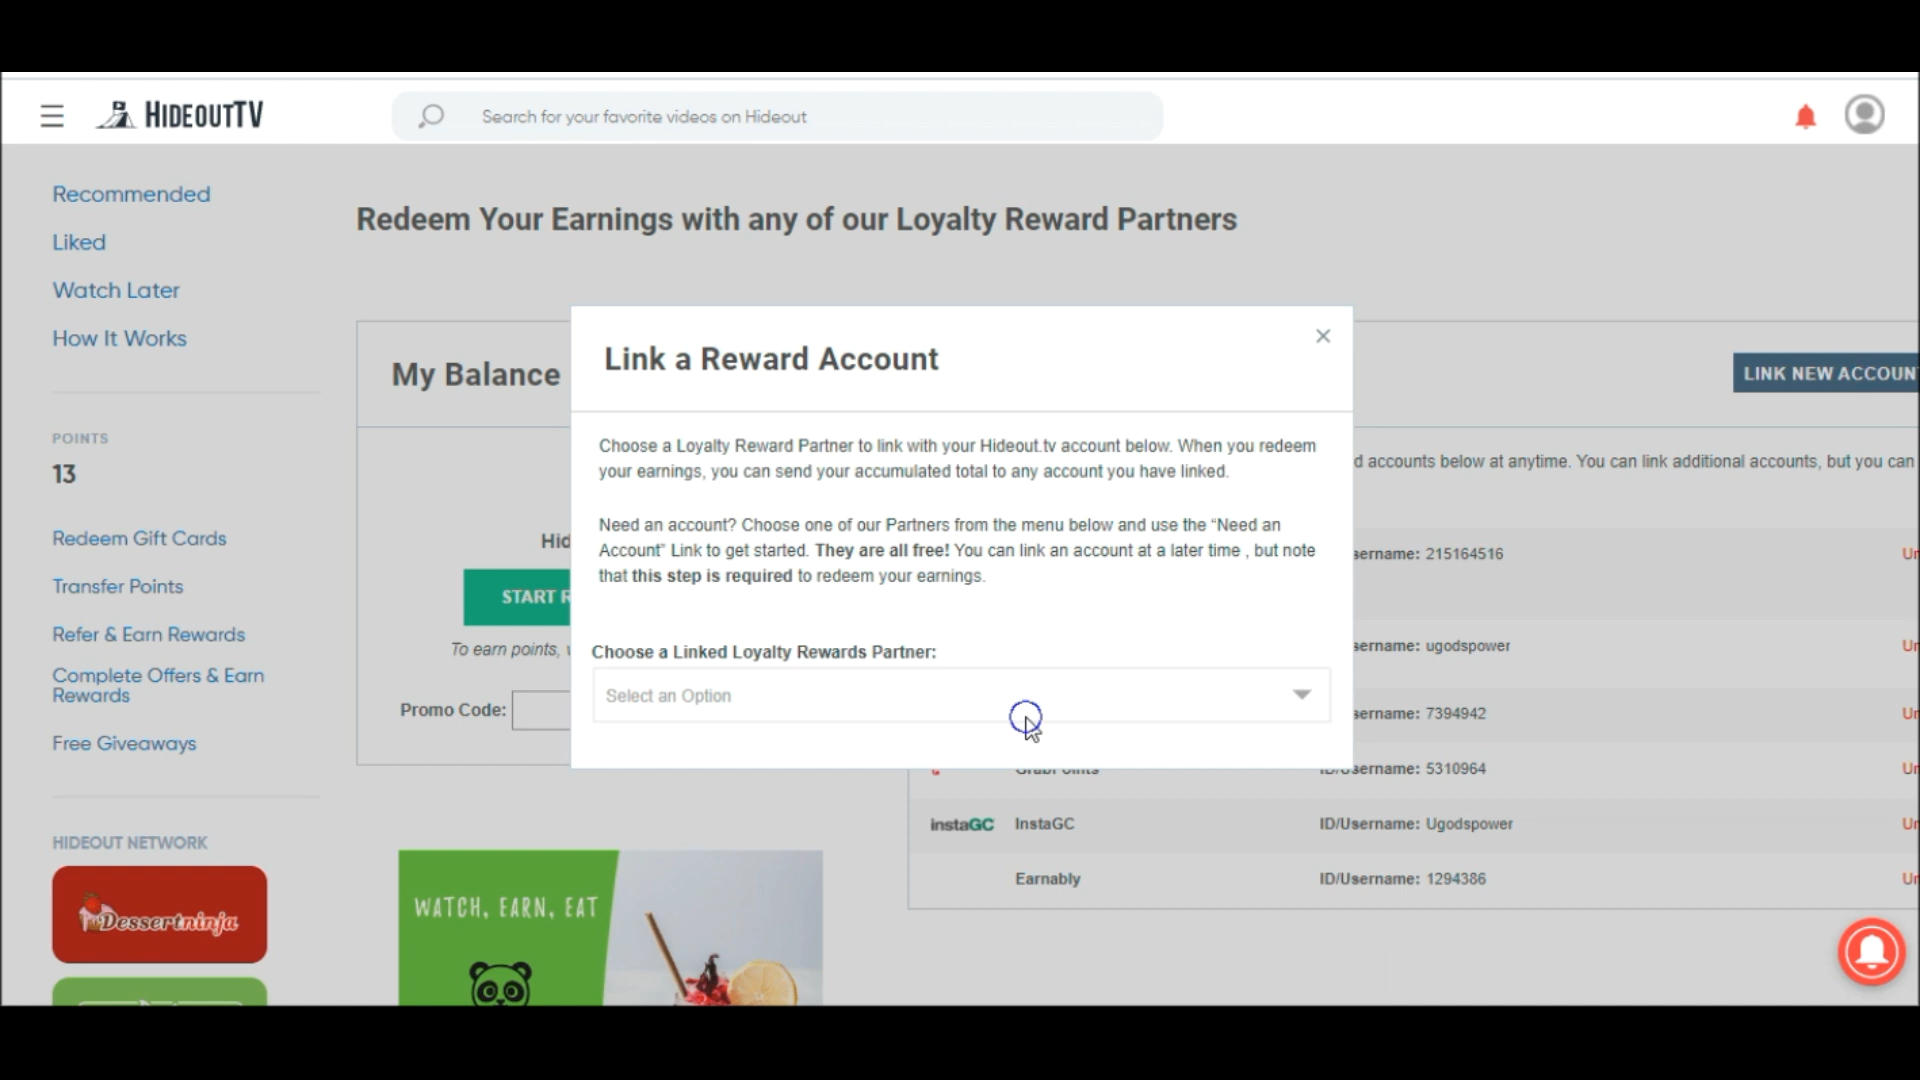 HIDEOUTTV
Search for your favorite videos on Hideout
Recommended
Liked
Watch Later
How It Works
POINTS
13
Redeem Gift Cards
Transfer Points
Refer & Earn Rewards
Complete Offers & Earn
Rewards
Free Giveaways
HIDEOUT NETWORK
Dessertninja
Redeem Your Earnings with any of our Loyalty Reward Partners
My Balance
Hid
START R
To earn points,
Promo Code:
WATCH, EARN, EAT
Link a Reward Account
Choose a Loyalty Reward Partner to link with your Hideout.tv account below. When you redeem
your earnings, you can send your accumulated total to any account you have linked.
Need an account? Choose one of our Partners from the menu below and use the “Need an
Account” Link to get started. They are all free! You can link an account at a later time , but note
that this step is required to redeem your earnings.
Choose a Linked Loyalty Rewards Partner:
Select an Option
LINK NEW ACCOUN
d accounts below at anytime. You can link additional accounts, but you can
sername: 215164516 Un
sername: ugodspower Un
sername: 7394942 Un
GrabPoints ID/Username: 5310964 Un
instaGC InstaGC ID/Username: Ugodspower Un
Earnably ID/Username: 1294386 Un